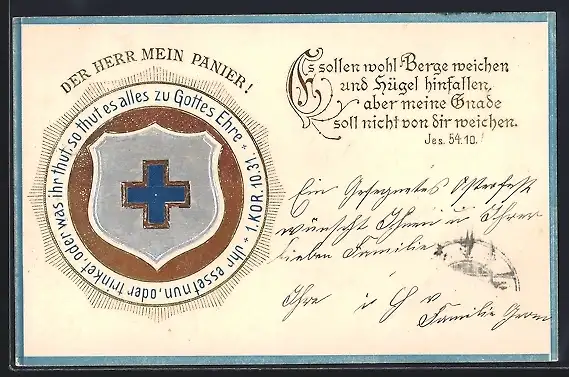 DER HERR MEIN PANIER!
Ihr esset nun, oder trinket, oder was ihr thut, so thut es alles zu Gottes Ehre * 1. KOR. 10. 31. *
Es sollen wohl Berge weichen
und Hügel hinfallen,
aber meine Gnade
soll nicht von dir weichen.
Jes. 54. 10.
Ein Gesegnetes Osterfest
wünscht Ihnen u Ihrer
lieben Familie
Ihre
Familie